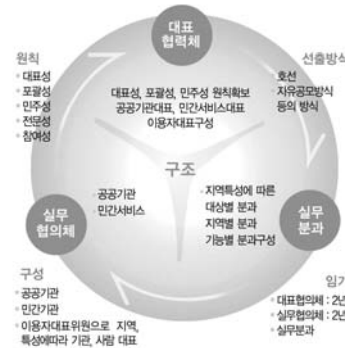 대표
협력체
원칙
• 대표성
• 포괄성
• 민주성
• 전문성
• 참여성
선출방식
• 호선
• 자유공모방식
등의 방식
대표성, 포괄성, 민주성 원칙확보
공공기관대표, 민간서비스대표
이용자대표구성
구조
• 공공기관
• 민간서비스
• 지역특성에 따른
대상별 분과
지역별 분과
기능별 분과구성
실무
협의체
실무
분과
구성
• 공공기관
• 민간기관
• 이용자대표위원으로 지역,
특성에따라 기관, 사람 대표
임기
• 대표협의체 : 2년
• 실무협의체 : 2년
• 실무분과